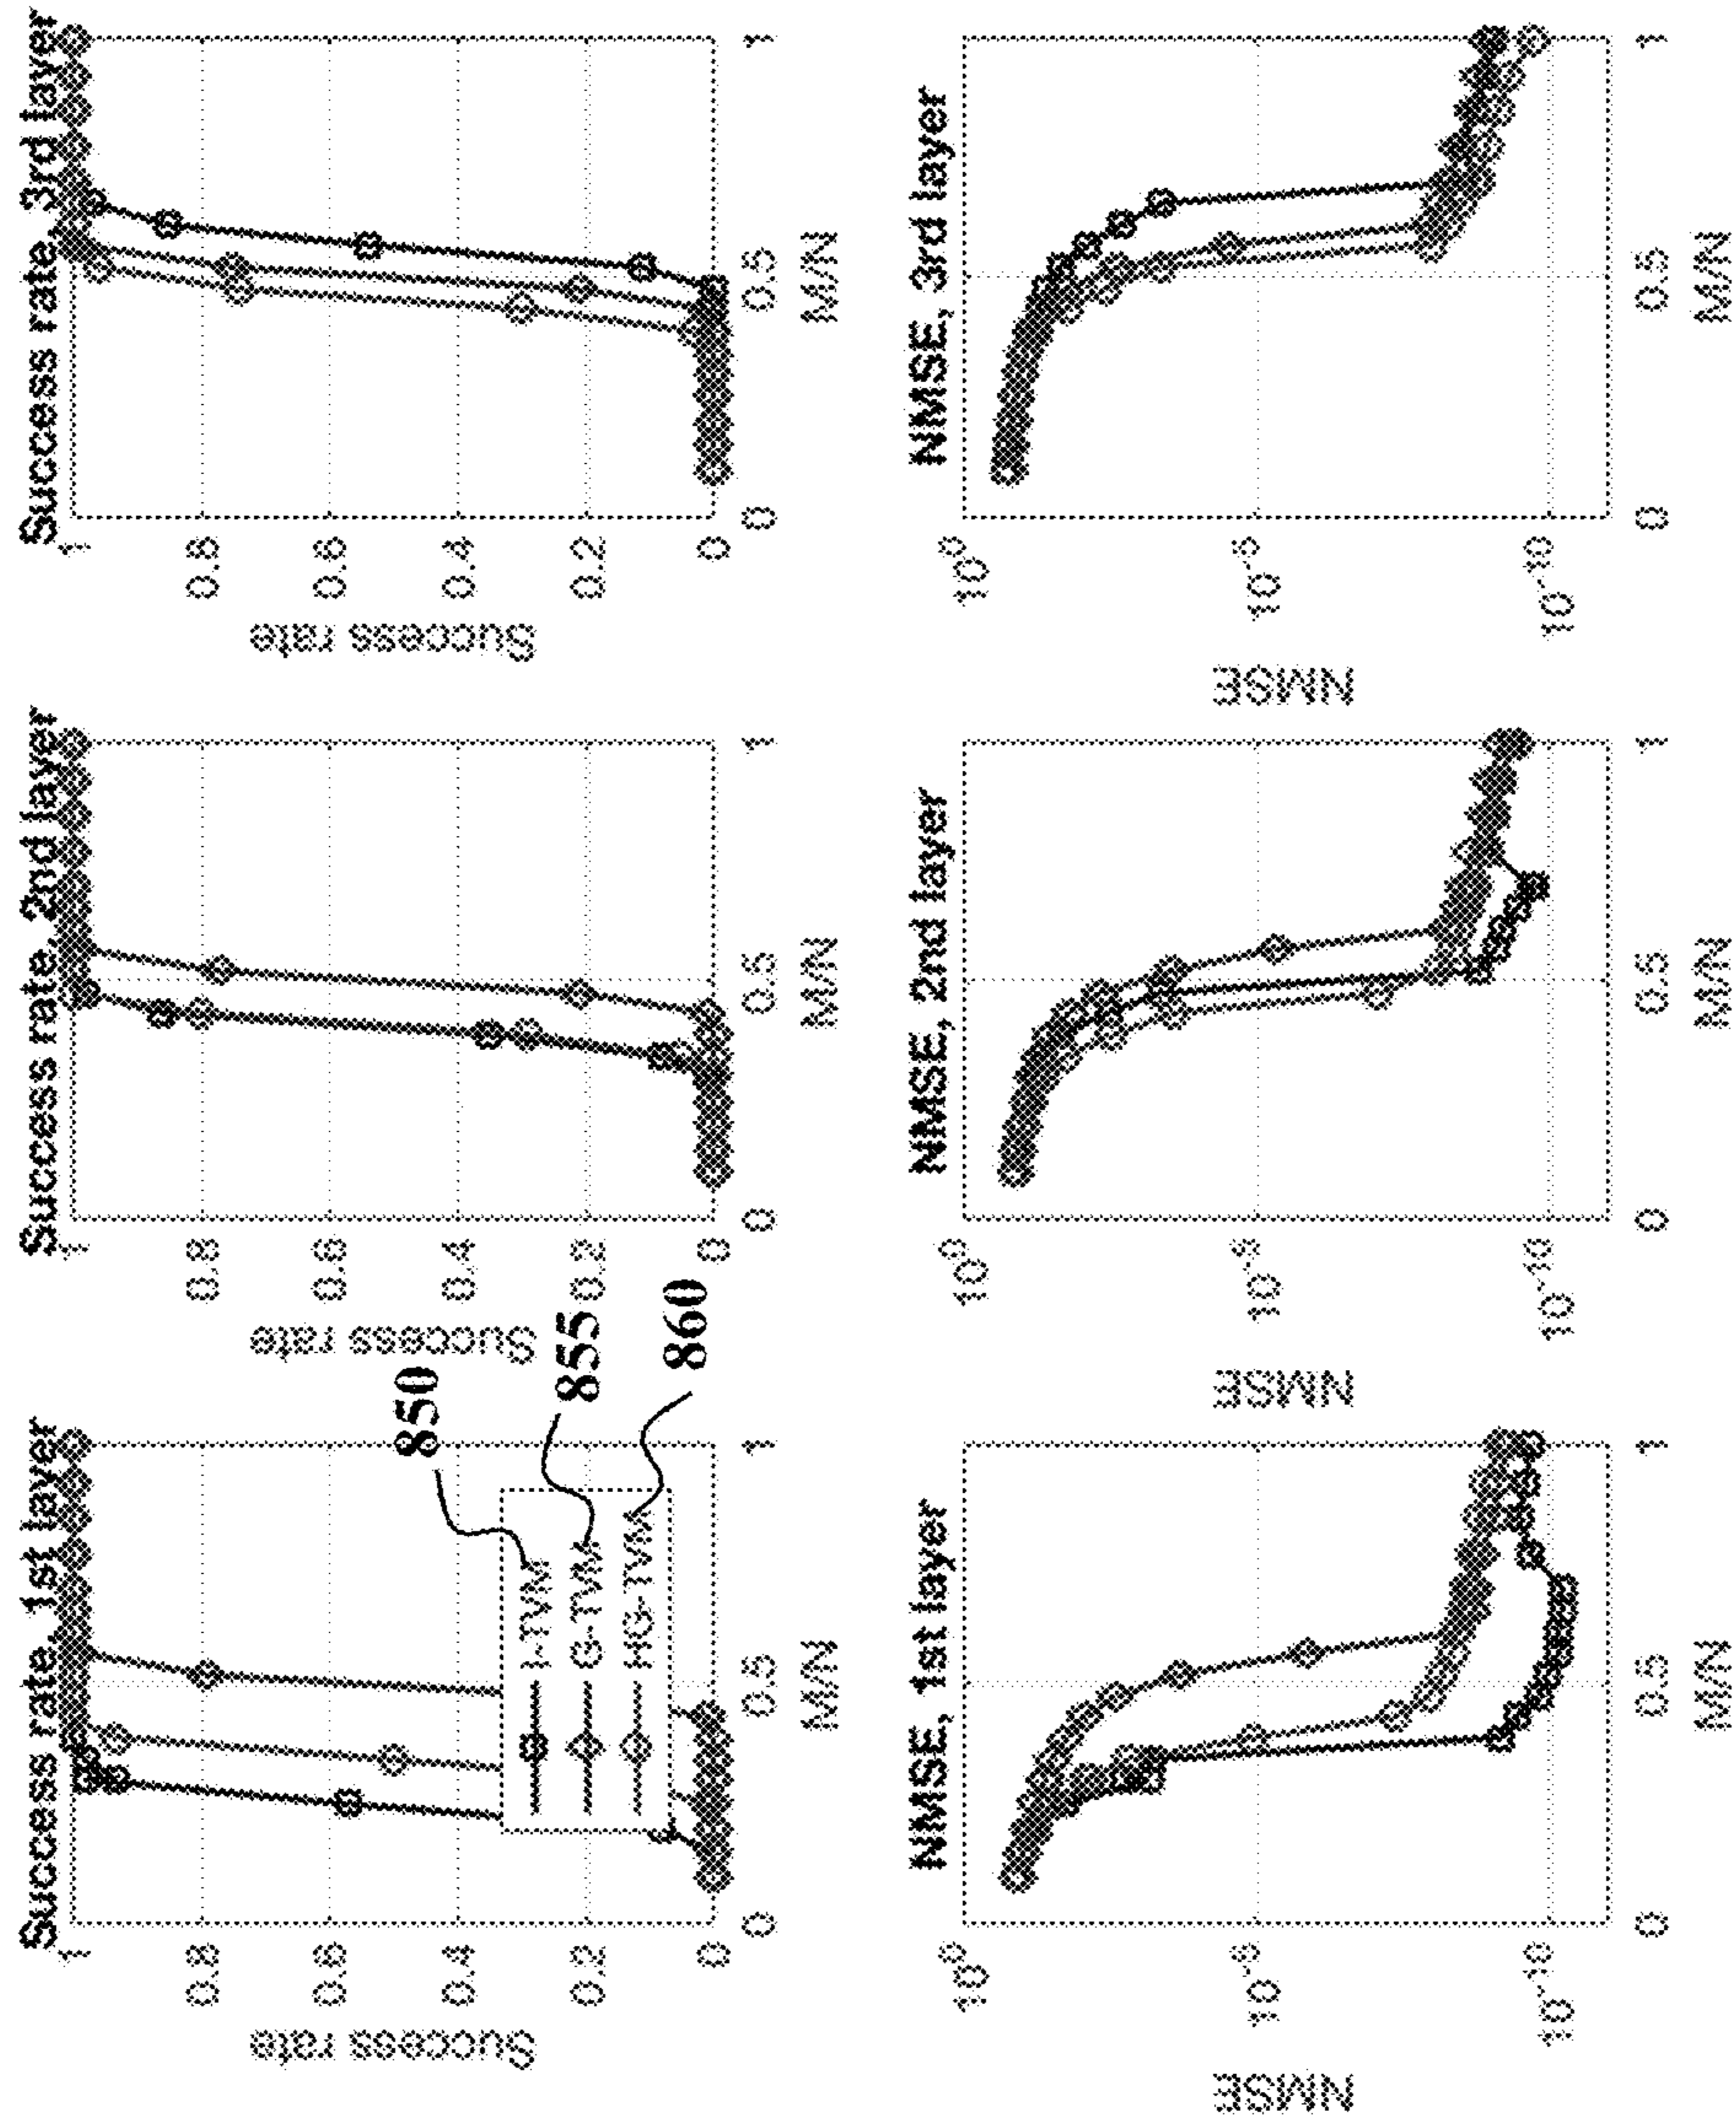 Success rate, 1st layer
Success rate
1
0.8
0.6
0.4
0.2
0
0
0.5
1
M/N
I-TVM
G-TVM
HG-TVM
850
855
860
Success rate, 2nd layer
Success rate
1
0.8
0.6
0.4
0.2
0
0
0.5
1
M/N
Success rate, 3rd layer
Success rate
1
0.8
0.6
0.4
0.2
0
0
0.5
1
M/N
NMSE, 1st layer
NMSE
10^0
10^-5
10^-10
0
0.5
1
M/N
NMSE, 2nd layer
NMSE
10^0
10^-5
10^-10
0
0.5
1
M/N
NMSE, 3rd layer
NMSE
10^0
10^-5
10^-10
0
0.5
1
M/N